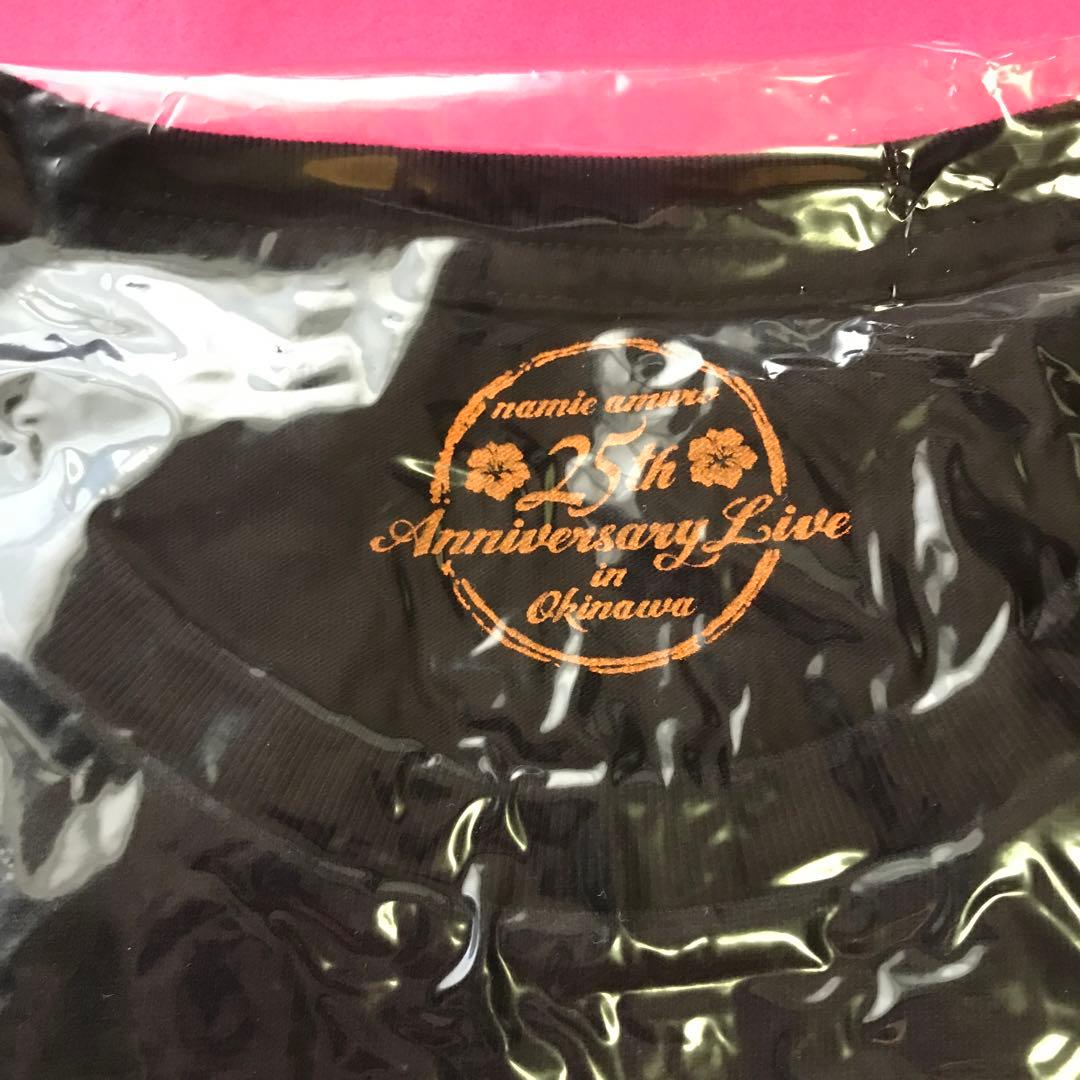 namie amuro
25th
Anniversary Live
in
Okinawa